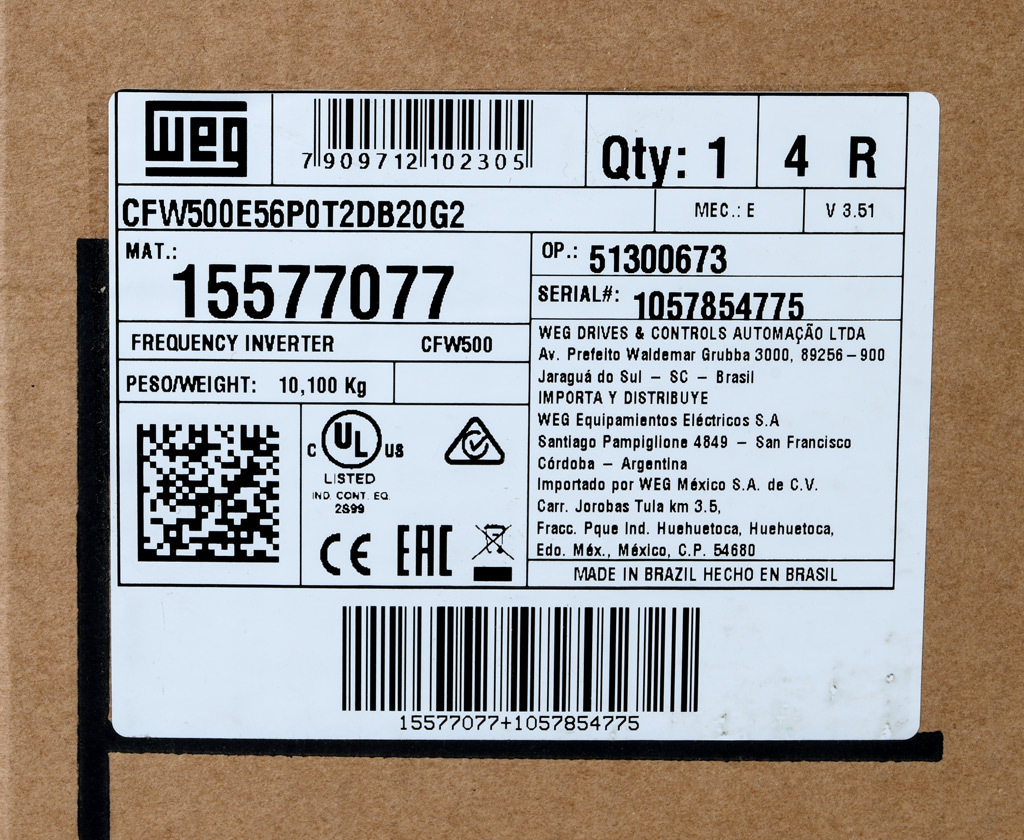 weg
7 909712 102305
Qty: 1
4 R
CFW500E56P0T2DB20G2
MEC.: E
V 3.51
MAT.:
15577077
OP.: 51300673
SERIAL#: 1057854775
FREQUENCY INVERTER CFW500
PESO/WEIGHT: 10,100 Kg
WEG DRIVES & CONTROLS AUTOMAÇÃO LTDA
Av. Prefeito Waldemar Grubba 3000, 89256-900
Jaraguá do Sul - SC - Brasil
IMPORTA Y DISTRIBUYE
WEG Equipamientos Eléctricos S.A
Santiago Pampiglione 4849 - San Francisco
Córdoba - Argentina
Importado por WEG México S.A. de C.V.
Carr. Jorobas Tula km 3.5,
Fracc. Pque Ind. Huehuetoca, Huehuetoca,
Edo. Méx., México, C.P. 54680
MADE IN BRAZIL HECHO EN BRASIL
C UL US
LISTED
IND. CONT. EQ.
2S99
CE EAC
15577077+1057854775